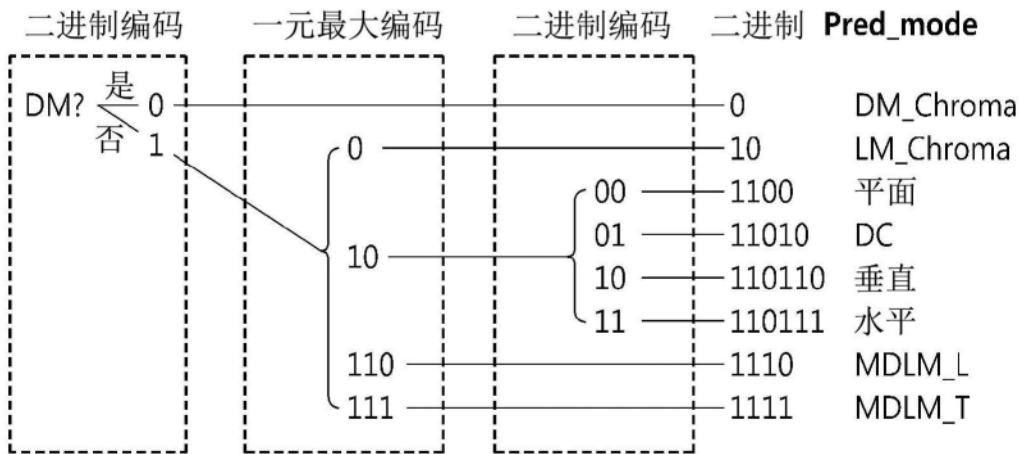 二进制编码 一元最大编码 二进制编码 二进制 Pred_mode
DM? 是 0 0 DM_Chroma
否 1 0 10 LM_Chroma
00 1100 平面
01 11010 DC
10
10 110110 垂直
11 110111 水平
110 1110 MDLM_L
111 1111 MDLM_T